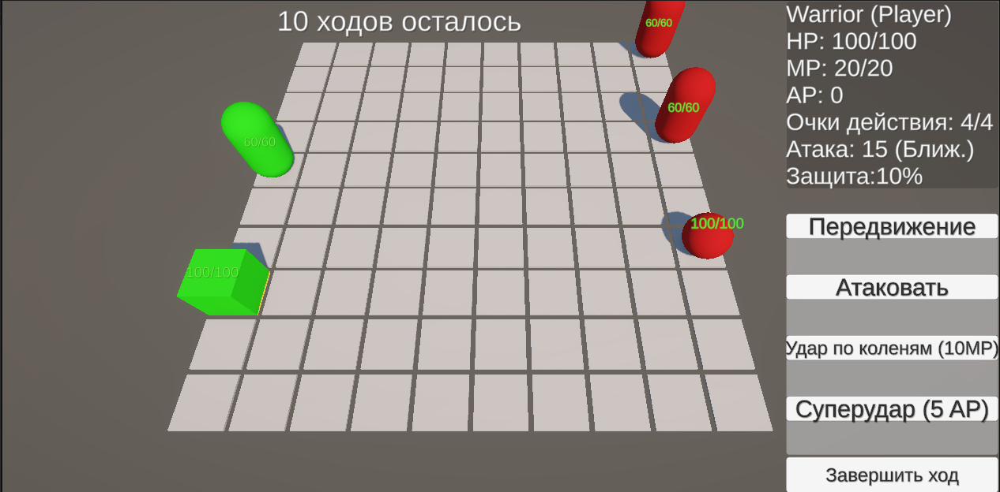 10 ходов осталось
60/60
60/60
60/60
100/100
100/100
Warrior (Player)
HP: 100/100
MP: 20/20
AP: 0
Очки действия: 4/4
Атака: 15 (Ближ.)
Защита:10%
Передвижение
Атаковать
Удар по коленям (10MP)
Суперудар (5 AP)
Завершить ход